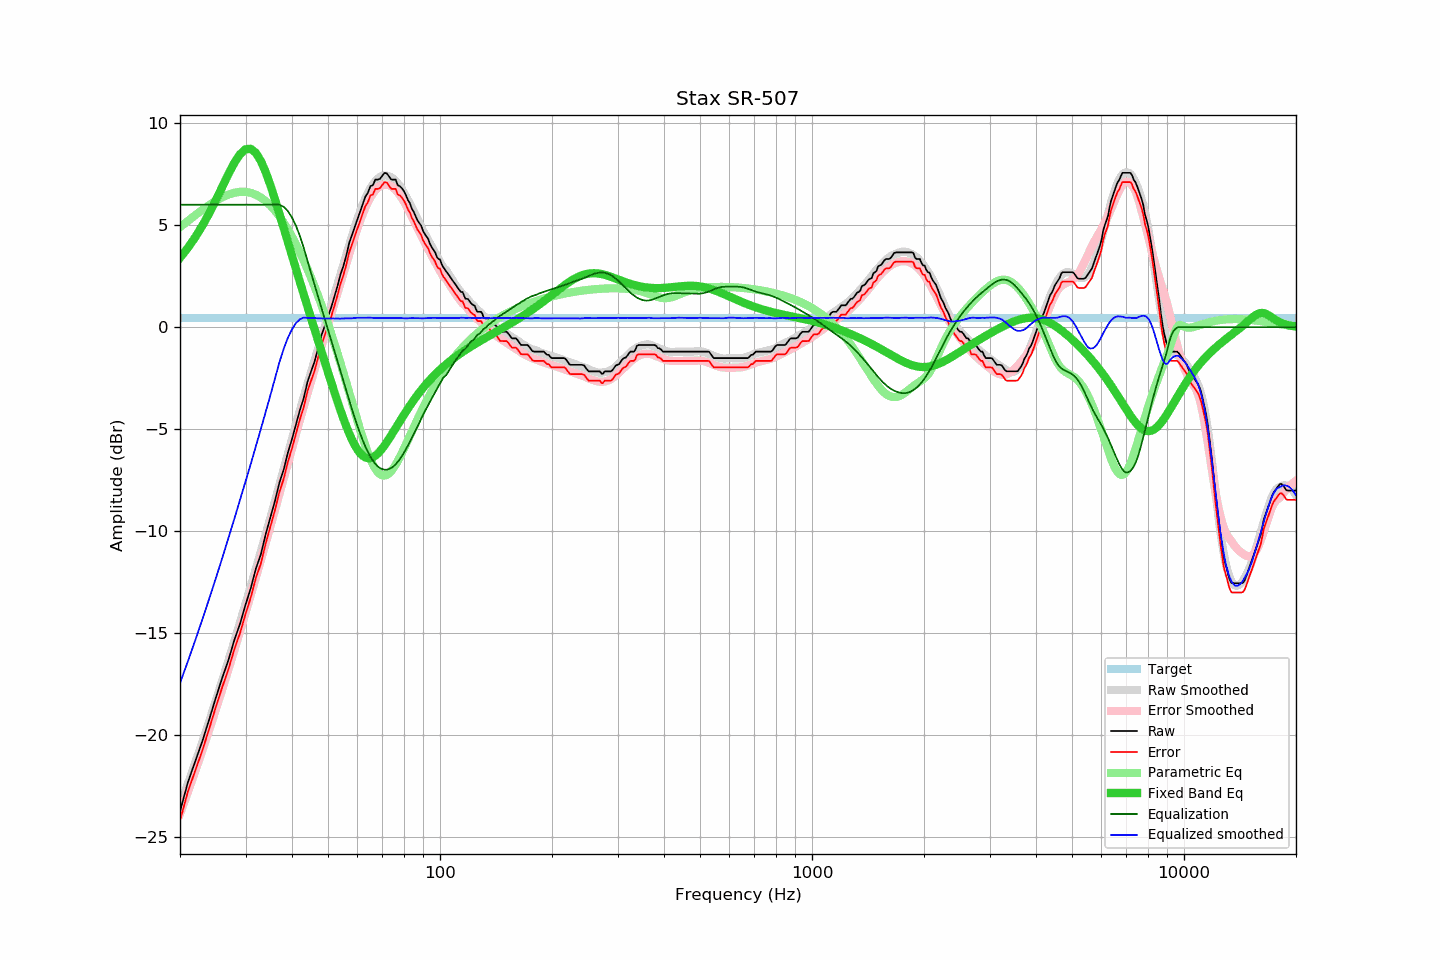 Stax SR-507
10
5
0
−5
−10
−15
−20
−25
Amplitude (dBr)
100
1000
10000
Frequency (Hz)
Target
Raw Smoothed
Error Smoothed
Raw
Error
Parametric Eq
Fixed Band Eq
Equalization
Equalized smoothed